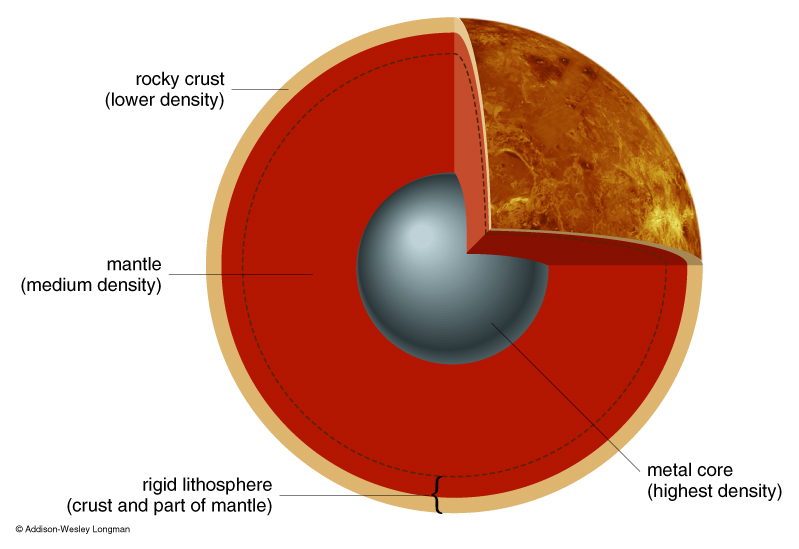 rocky crust
(lower density)
mantle
(medium density)
rigid lithosphere
(crust and part of mantle)
metal core
(highest density)
© Addison-Wesley Longman